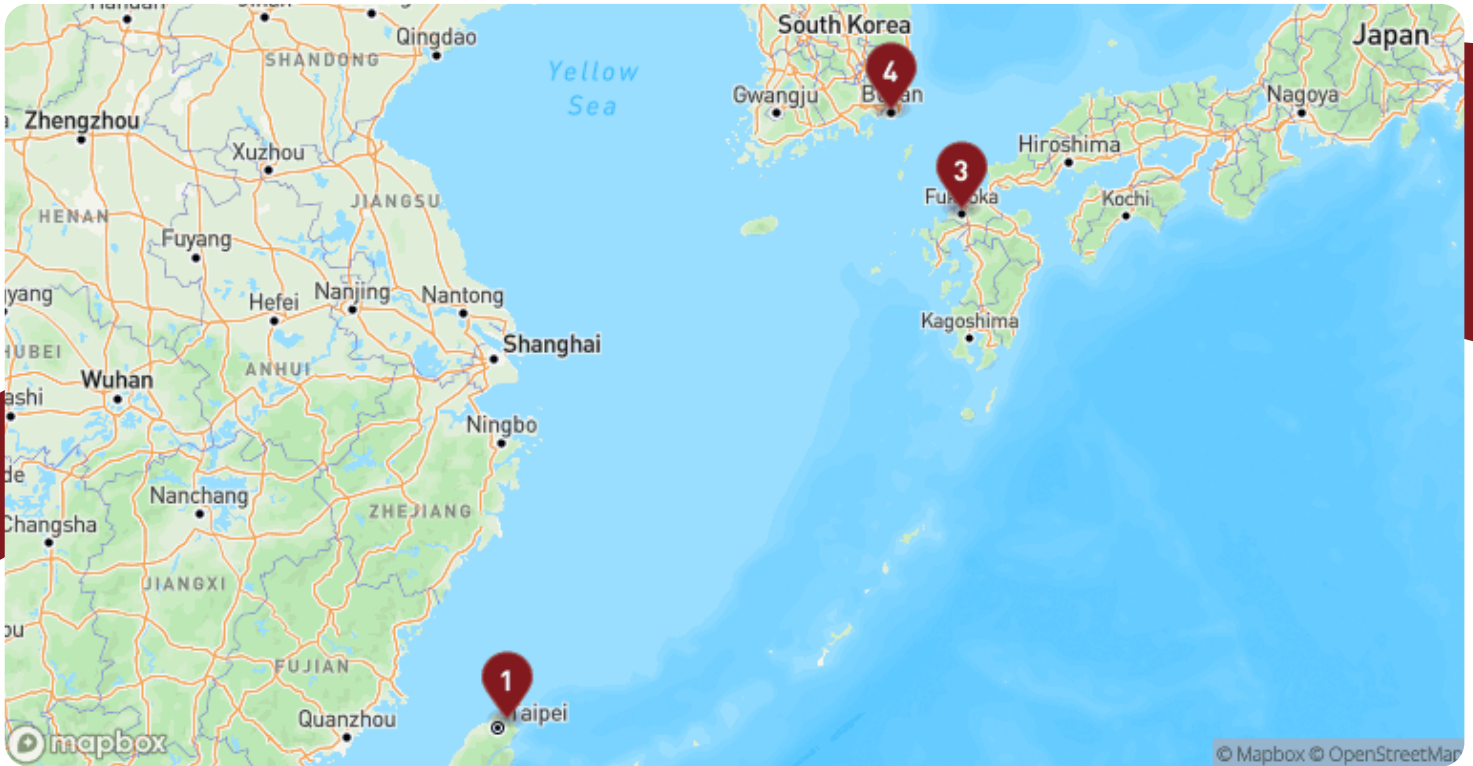 Qingdao
South Korea
Japan
SHANDONG
Yellow
Sea
4
Gwangju
Nagoya
Zhengzhou
Xuzhou
Hiroshima
3
JIANGSU
HENAN
Kochi
Fuyang
Hefei
Nanjing
Nantong
Kagoshima
Shanghai
HUBEI
ANHUI
Wuhan
Ningbo
Nanchang
ZHEJIANG
Changsha
JIANGXI
FUJIAN
1
Taipei
Quanzhou
mapbox
© Mapbox © OpenStreetMap